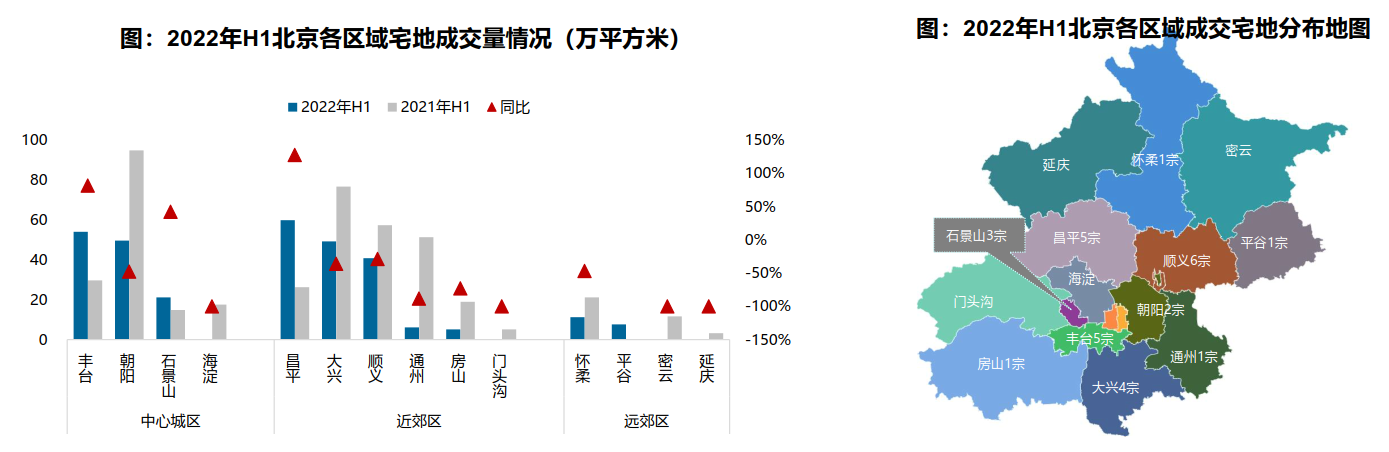 图：2022年H1北京各区域宅地成交量情况（万平方米）
2022年H1 2021年H1 同比
100
80
60
40
20
0
150%
100%
50%
0%
-50%
-100%
-150%
丰台 朝阳 石景山 海淀 昌平 大兴 顺义 通州 房山 门头沟 怀柔 平谷 密云 延庆
中心城区 近郊区 远郊区
图：2022年H1北京各区域成交宅地分布地图
延庆
怀柔1宗
密云
石景山3宗
昌平5宗
顺义6宗
平谷1宗
海淀
门头沟
朝阳2宗
丰台5宗
通州1宗
房山1宗
大兴4宗